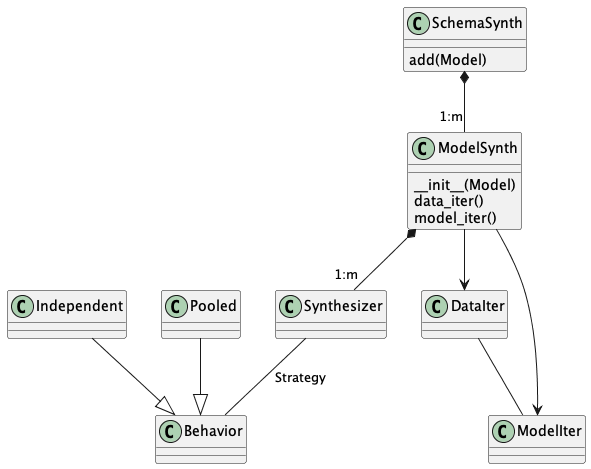 C SchemaSynth
add(Model)
1:m
C ModelSynth
__init__(Model)
data_iter()
model_iter()
1:m
C Independent
C Pooled
C Synthesizer
C DataIter
Strategy
C Behavior
C ModelIter